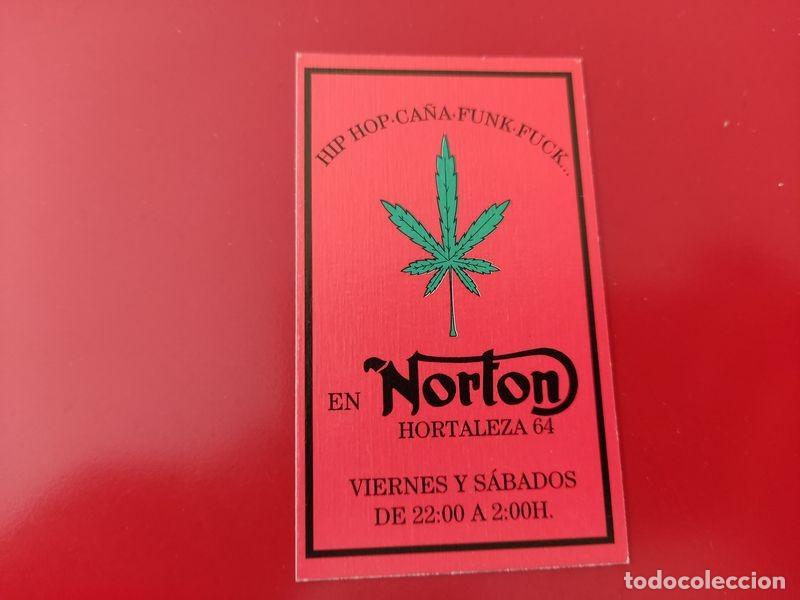 HIP HOP·CAÑA·FUNK·FUCK...
EN Norton
HORTALEZA 64
VIERNES Y SÁBADOS
DE 22:00 A 2:00H.
todocoleccion